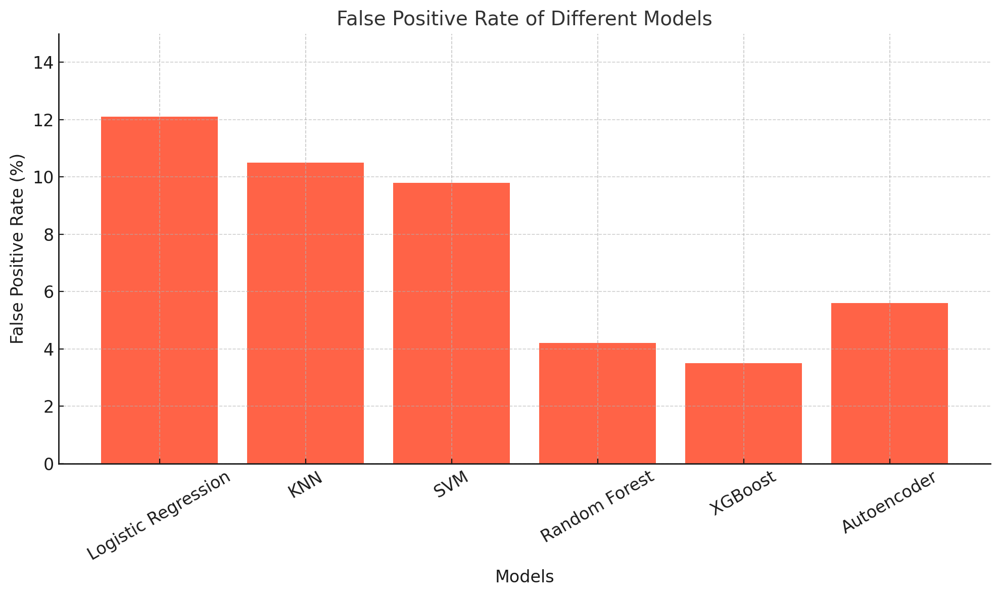 False Positive Rate of Different Models
False Positive Rate (%)
14
12
10
8
6
4
2
0
Logistic Regression
KNN
SVM
Random Forest
XGBoost
Autoencoder
Models